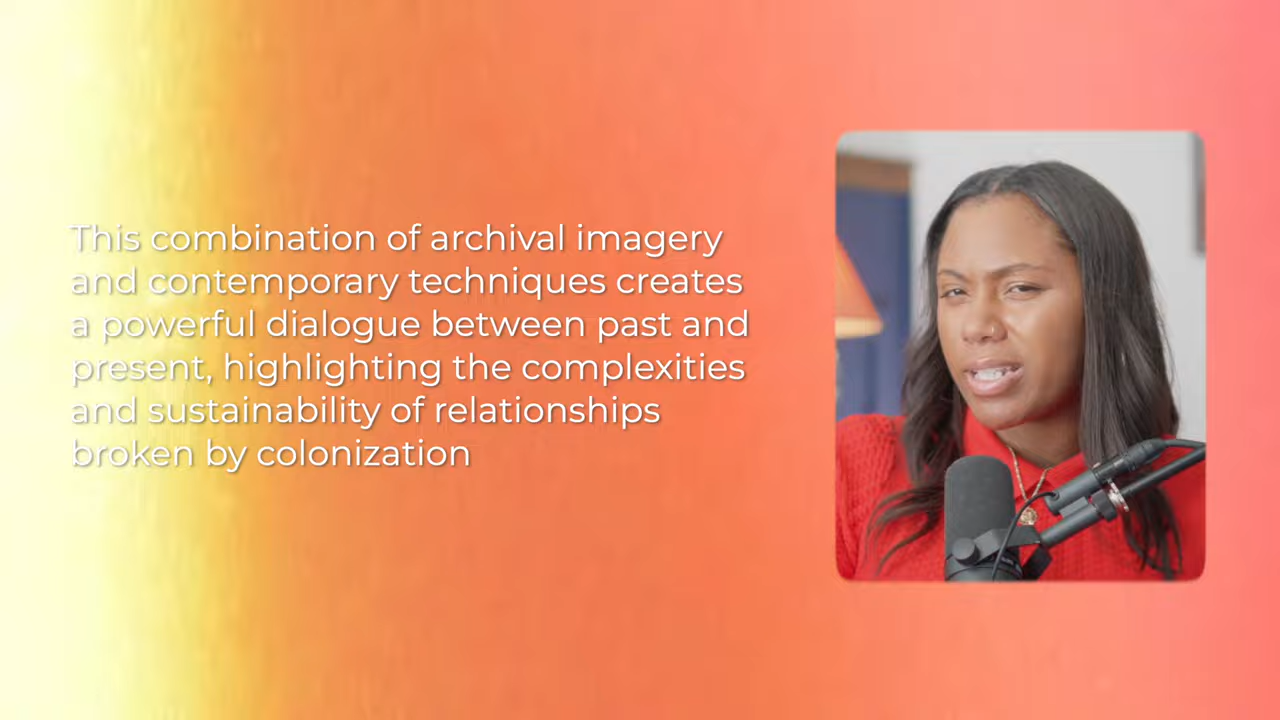 This combination of archival imagery
and contemporary techniques creates
a powerful dialogue between past and
present, highlighting the complexities
and sustainability of relationships
broken by colonization